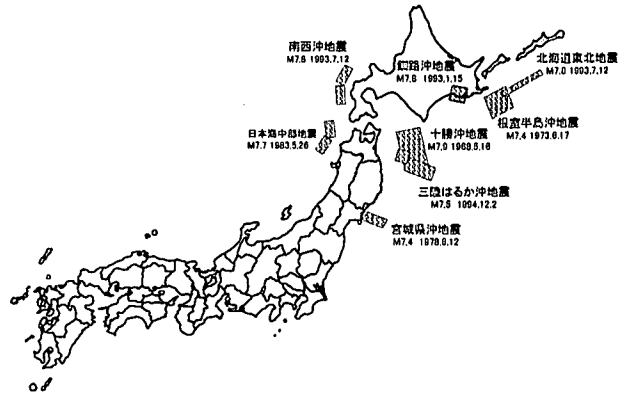 南西沖地震
M7.6 1993.7.12
釧路沖地震
M7.8 1993.1.15
北海道東北地震
M7.0 1993.7.12
根室半島沖地震
M7.4 1973.6.17
日本海中部地震
M7.7 1983.5.26
十勝沖地震
M7.9 1968.5.16
三陸はるか沖地震
M7.5 1994.12.2
宮城県沖地震
M7.4 1978.6.12